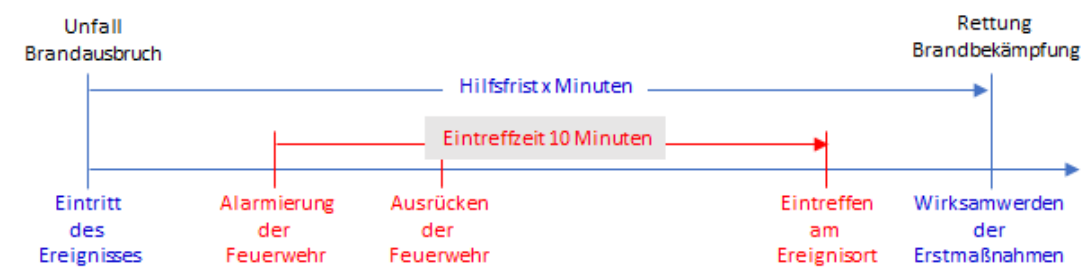 Unfall
Brandausbruch
Rettung
Brandbekämpfung
Hilfsfrist x Minuten
Eintreffzeit 10 Minuten
Eintritt
des
Ereignisses
Alarmierung
der
Feuerwehr
Ausrücken
der
Feuerwehr
Eintreffen
am
Ereignisort
Wirksamwerden
der
Erstmaßnahmen